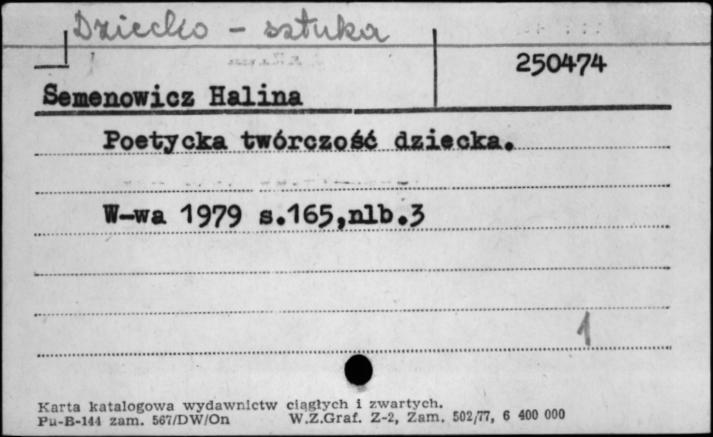 Dziecko - sztuka
250474
Semenowicz Halina
Poetycka twórczość dziecka.
W-wa 1979 s.165,nlb.3
1
Karta katalogowa wydawnictw ciągłych i zwartych.
Pu-B-144 zam. 567/DW/On W.Z.Graf. Z-2, Zam. 502/77, 6 400 000